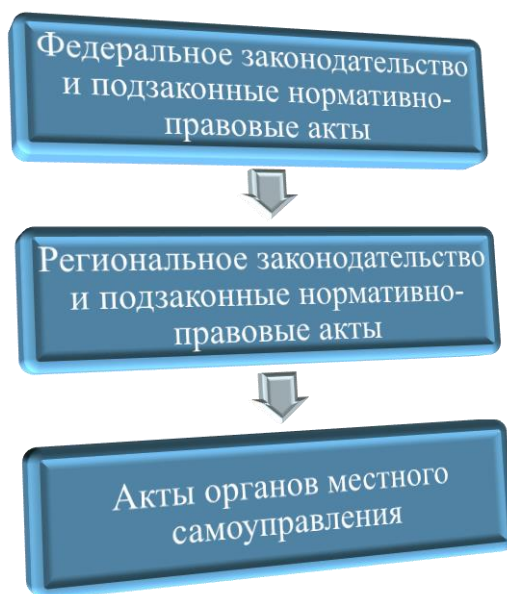 Федеральное законодательство
и подзаконные нормативно-
правовые акты
Региональное законодательство
и подзаконные нормативно-
правовые акты
Акты органов местного
самоуправления